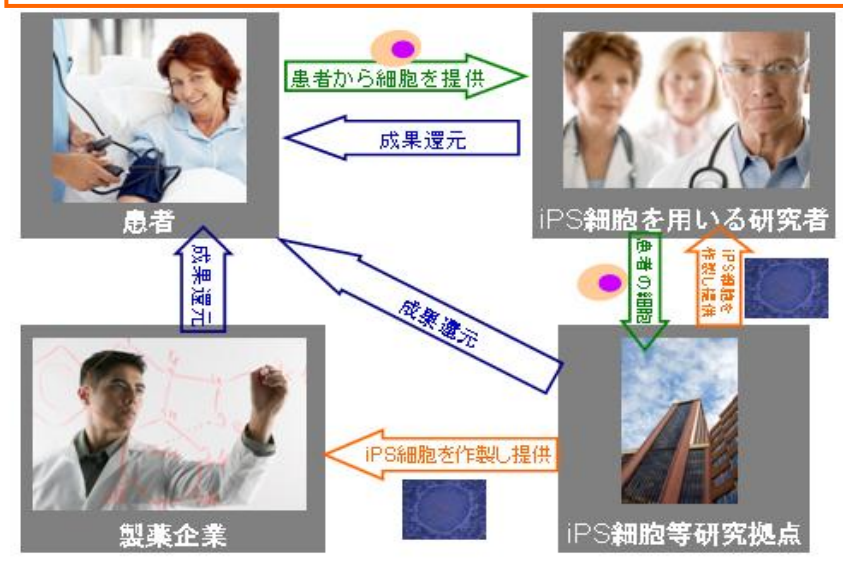 患者から細胞を提供
成果還元
患者
iPS細胞を用いる研究者
成果還元
成果還元
患者の細胞
iPS細胞を
作製し提供
iPS細胞を作製し提供
製薬企業
iPS細胞等研究拠点